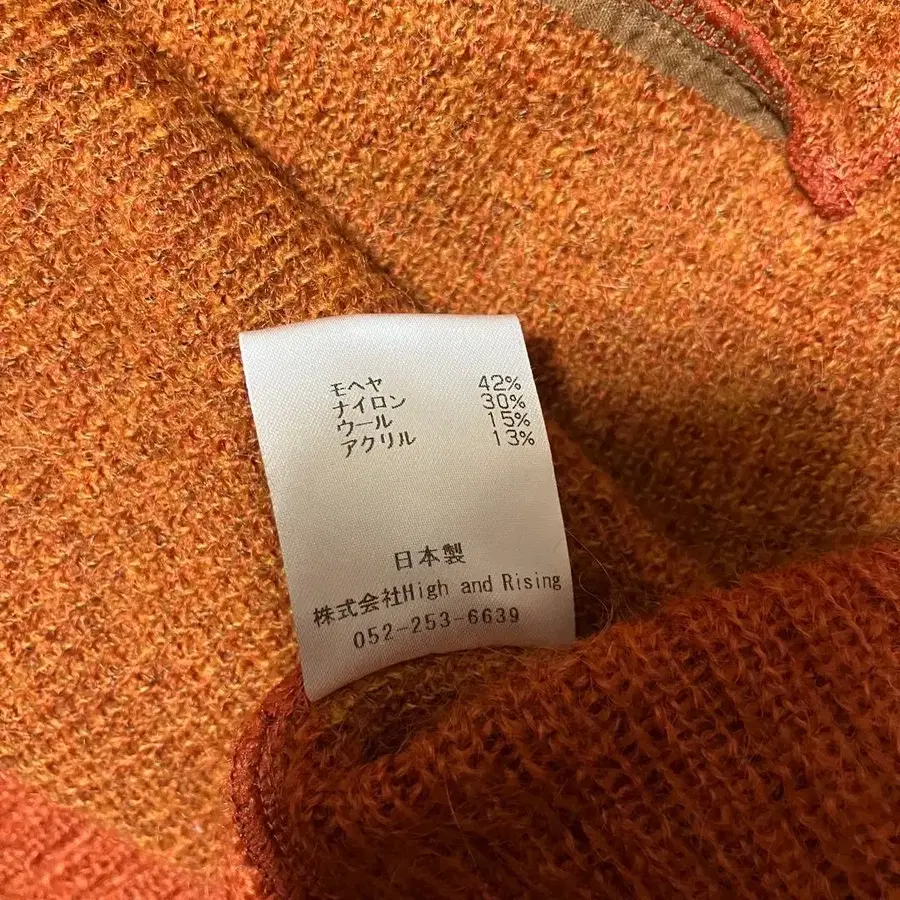 モヘヤ 42%
ナイロン 30%
ウール 15%
アクリル 13%
日本製
株式会社High and Rising
052-253-6639